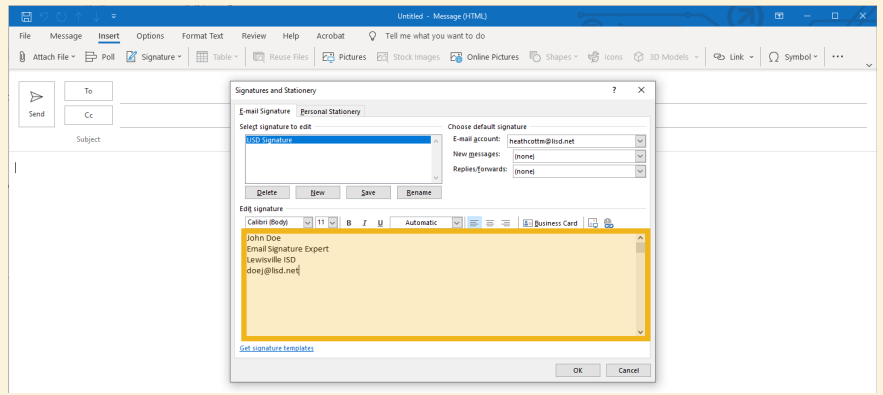 Untitled - Message (HTML)
File Message Insert Options Format Text Review Help Acrobat Tell me what you want to do
Attach File Poll Signature Table Reuse Files Pictures Stock Images Online Pictures Shapes Icons 3D Models Link Symbol ...
Send
To
Cc
Subject
Signatures and Stationery ? X
E-mail Signature Personal Stationery
Select signature to edit Choose default signature
USD Signature
E-mail account: heathcottm@lisd.net
New messages: (none)
Replies/forwards: (none)
Delete New Save Rename
Edit signature
Calibri (Body) 11 B I U Automatic Business Card
John Doe
Email Signature Expert
Lewisville ISD
doej@lisd.net
Get signature templates
OK Cancel